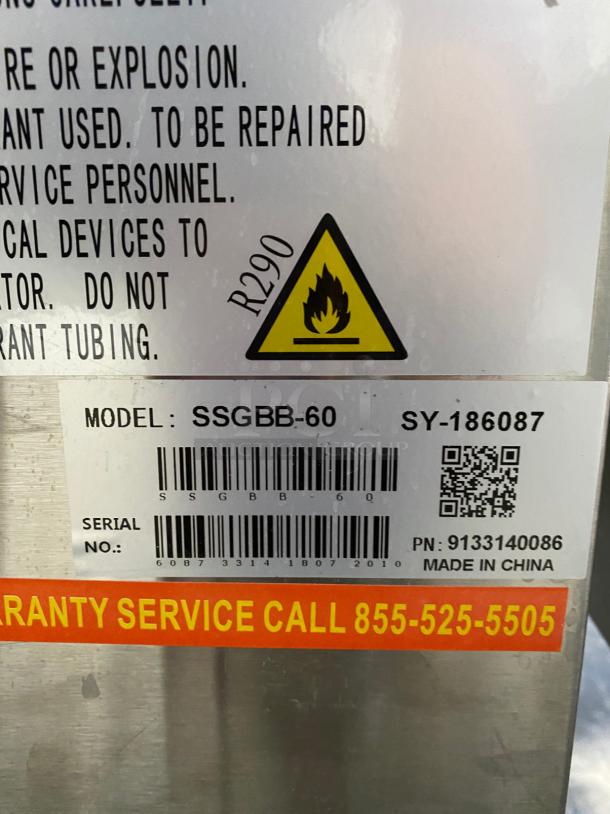 RE OR EXPLOSION.
ANT USED. TO BE REPAIRED
RVICE PERSONNEL.
CAL DEVICES TO
TOR. DO NOT
RANT TUBING.
R290
MODEL: SSGBB-60 SY-186087
SSGBB-60
SERIAL
NO.:
6087 3314 1807 2010
PN: 9133140086
MADE IN CHINA
RRANTY SERVICE CALL 855-525-5505